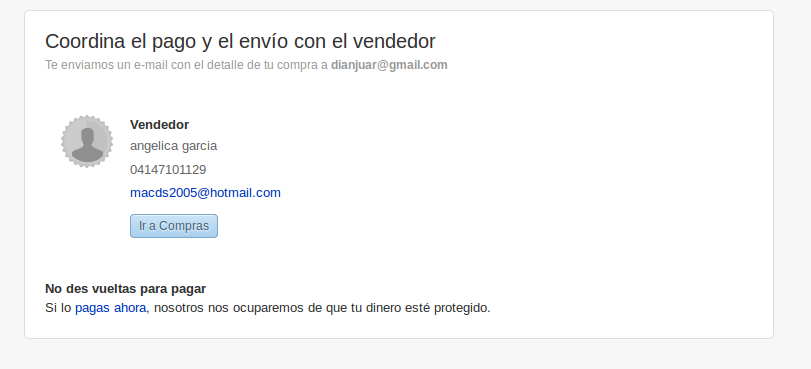 Coordina el pago y el envío con el vendedor
Te enviamos un e-mail con el detalle de tu compra a dianjuar@gmail.com
Vendedor
angelica garcia
04147101129
macds2005@hotmail.com
Ir a Compras
No des vueltas para pagar
Si lo pagas ahora, nosotros nos ocuparemos de que tu dinero esté protegido.